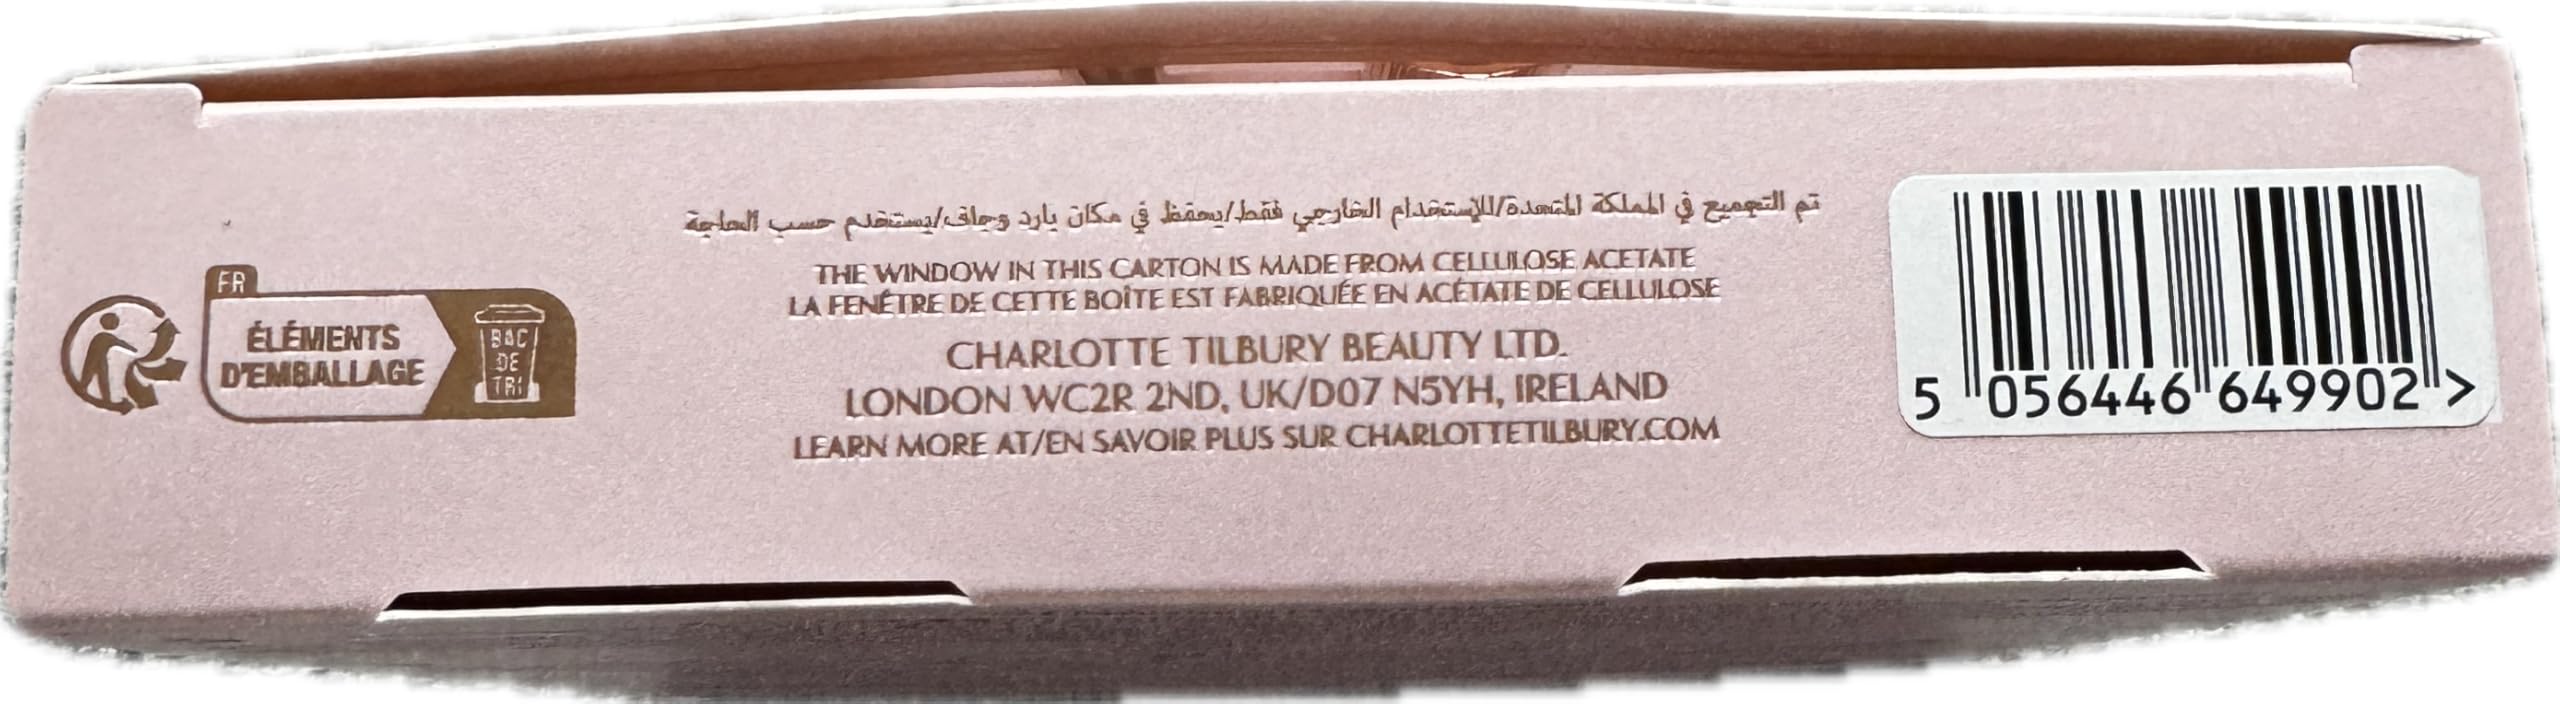 تم التجميع في المملكة المتحدة/للإستخدام الخارجي فقط/يحفظ في مكان بارد وجاف/يستخدم حسب الحاجة
THE WINDOW IN THIS CARTON IS MADE FROM CELLULOSE ACETATE
LA FENÊTRE DE CETTE BOÎTE EST FABRIQUÉE EN ACÉTATE DE CELLULOSE
CHARLOTTE TILBURY BEAUTY LTD.
LONDON WC2R 2ND, UK/D07 N5YH, IRELAND
LEARN MORE AT/EN SAVOIR PLUS SUR CHARLOTTETILBURY.COM
FR
ÉLÉMENTS
D'EMBALLAGE
BAC
DE
TRI
5 056446 649902 >